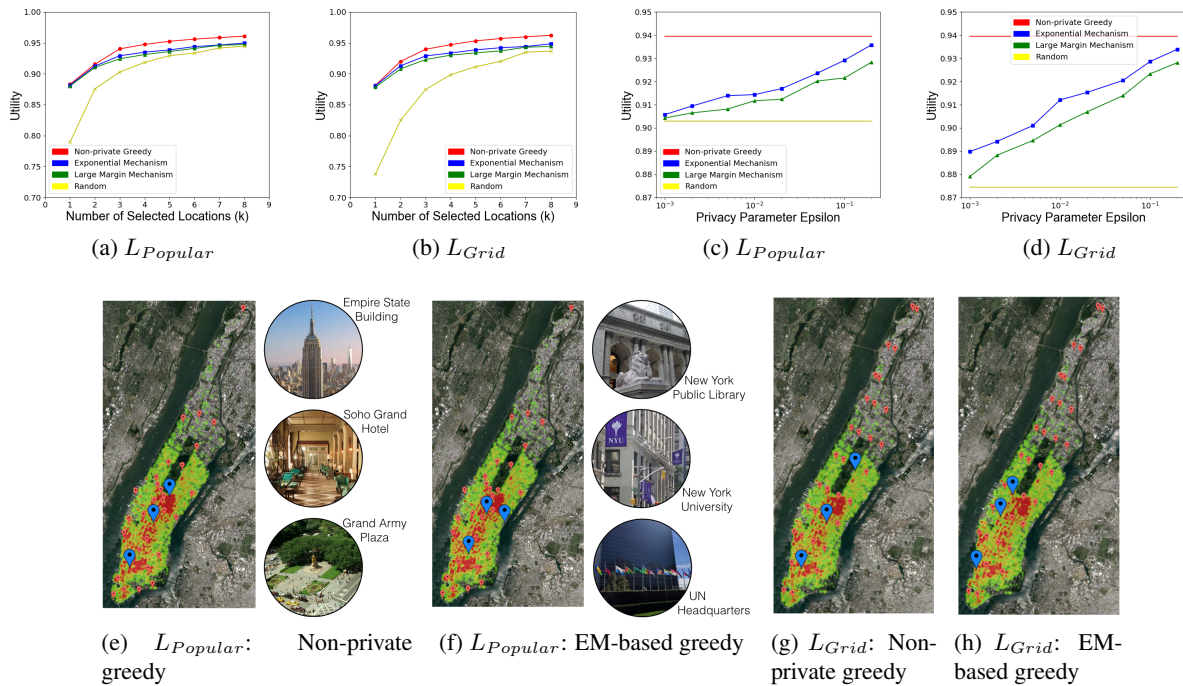 1.00
0.95
0.90
0.85
0.80
0.75
0.70
Utility
Non-private Greedy
Exponential Mechanism
Large Margin Mechanism
Random
0 1 2 3 4 5 6 7 8 9
Number of Selected Locations (k)
(a) L_Popular
1.00
0.95
0.90
0.85
0.80
0.75
0.70
Utility
Non-private Greedy
Exponential Mechanism
Large Margin Mechanism
Random
0 1 2 3 4 5 6 7 8 9
Number of Selected Locations (k)
(b) L_Grid
0.95
0.94
0.93
0.92
0.91
0.90
0.89
0.88
0.87
Utility
Non-private Greedy
Exponential Mechanism
Large Margin Mechanism
Random
10⁻³ 10⁻² 10⁻¹
Privacy Parameter Epsilon
(c) L_Popular
0.95
0.94
0.93
0.92
0.91
0.90
0.89
0.88
0.87
Utility
Non-private Greedy
Exponential Mechanism
Large Margin Mechanism
Random
10⁻³ 10⁻² 10⁻¹
Privacy Parameter Epsilon
(d) L_Grid
Empire State
Building
Soho Grand
Hotel
Grand Army
Plaza
(e) L_Popular: Non-private
greedy
New York
Public Library
NYU
New York
University
UN
Headquarters
(f) L_Popular: EM-based greedy
(g) L_Grid: Non-
private greedy
(h) L_Grid: EM-
based greedy